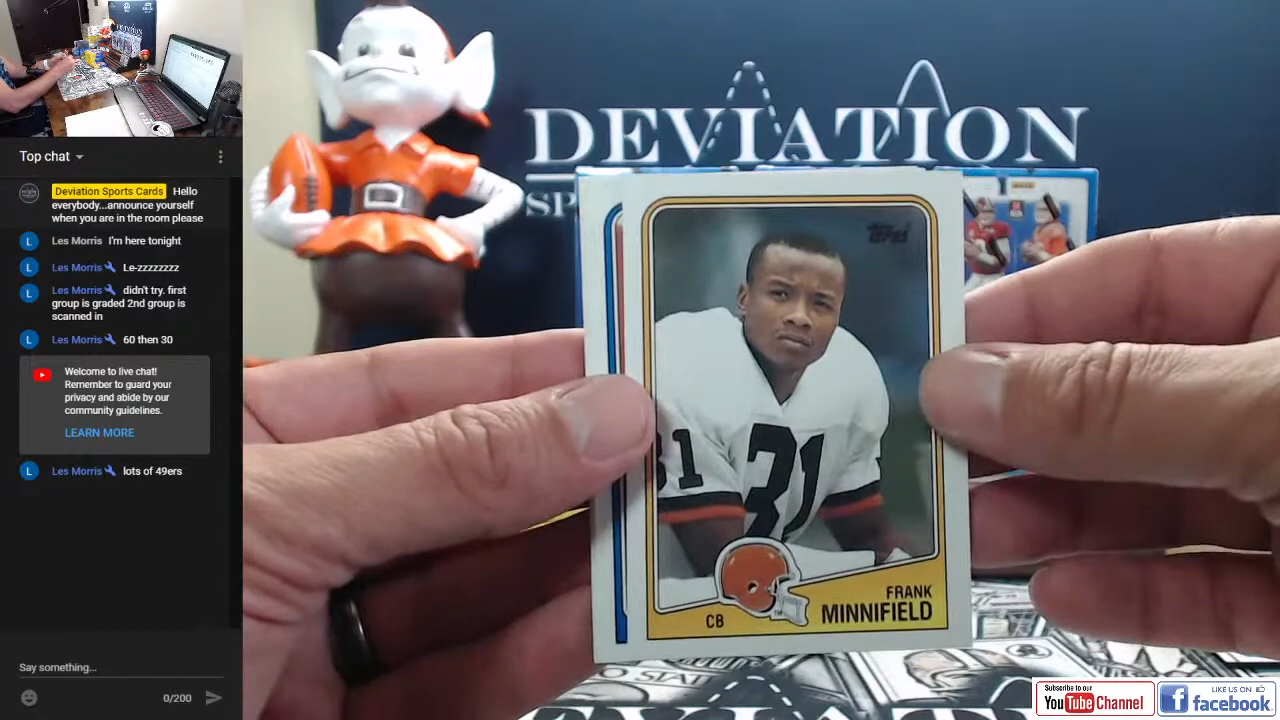 Top chat
Deviation Sports Cards Hello
everybody...announce yourself
when you are in the room please
L Les Morris I'm here tonight
L Les Morris Le-zzzzzzzz
L Les Morris didn't try. first
group is graded 2nd group is
scanned in
L Les Morris 60 then 30
Welcome to live chat!
Remember to guard your
privacy and abide by our
community guidelines.
LEARN MORE
L Les Morris lots of 49ers
Say something...
0/200
DEVIATION
SP
Topps
31
31
FRANK
CB MINNIFIELD
Subscribe to our
YouTube Channel
LIKE US ON
f facebook